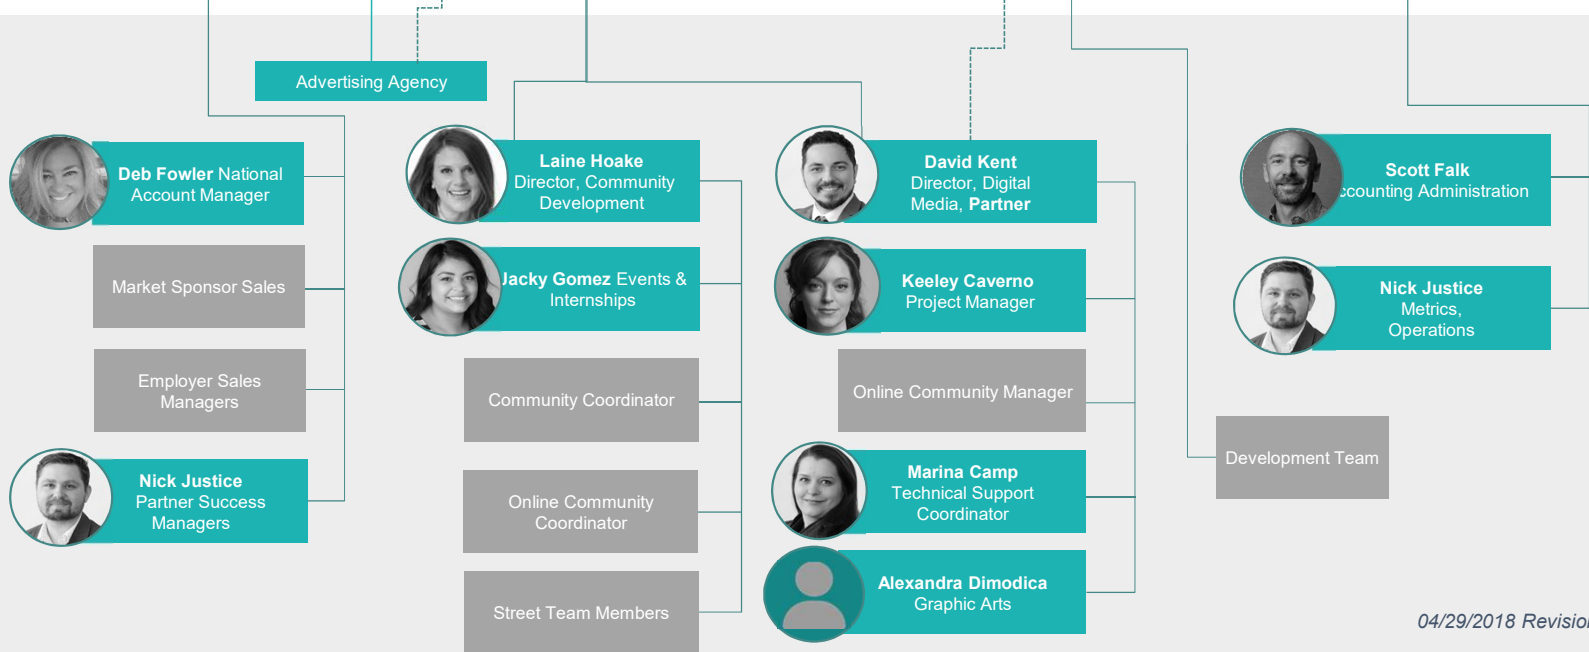 Advertising Agency
Deb Fowler National
Account Manager
Market Sponsor Sales
Employer Sales
Managers
Nick Justice
Partner Success
Managers
Laine Hoake
Director, Community
Development
Jacky Gomez Events &
Internships
Community Coordinator
Online Community
Coordinator
Street Team Members
David Kent
Director, Digital
Media, Partner
Keeley Caverno
Project Manager
Online Community Manager
Marina Camp
Technical Support
Coordinator
Alexandra Dimodica
Graphic Arts
Development Team
Scott Falk
ccounting Administration
Nick Justice
Metrics,
Operations
04/29/2018 Revision